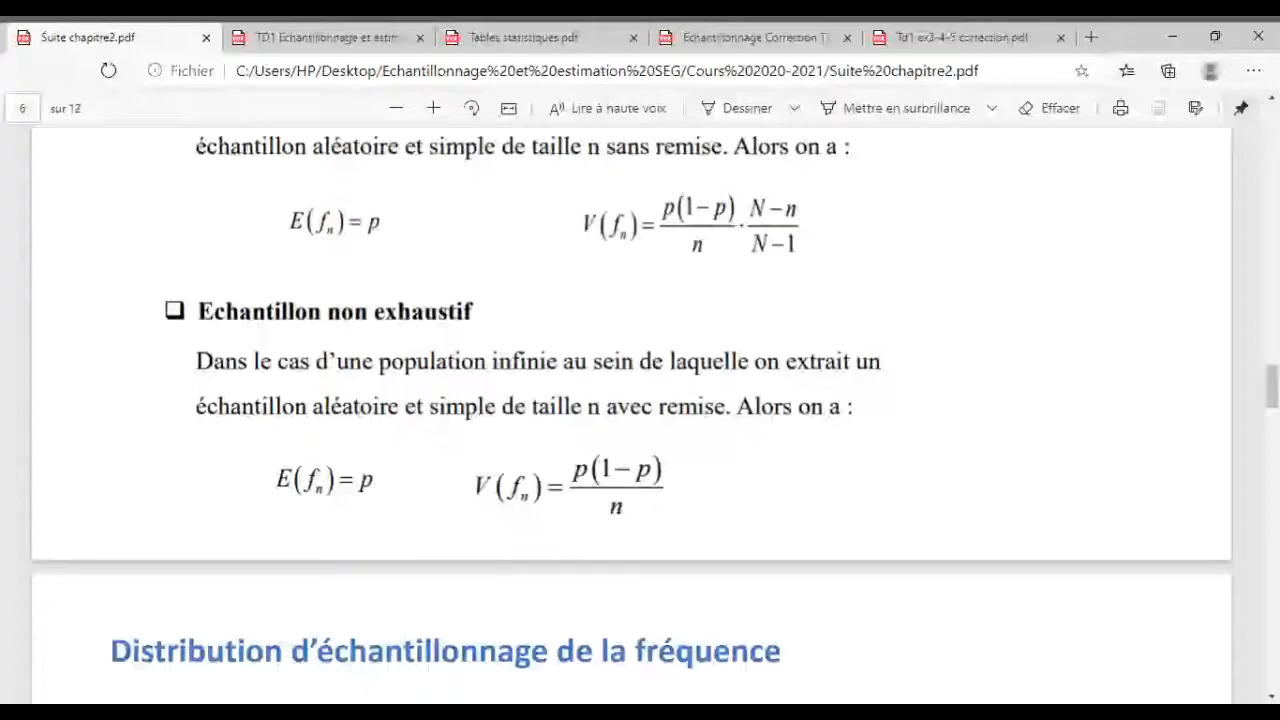 Suite chapitre2.pdf
TD1 Echantillonnage et estim
Tables statistiques.pdf
Echantillonnage Correction T
Td1 ex3-4-5 correction.pdf
Fichier
C:/Users/HP/Desktop/Echantillonnage%20et%20estimation%20SEG/Cours%202020-2021/Suite%20chapitre2.pdf
6 sur 12
Lire à haute voix
Dessiner
Mettre en surbrillance
Effacer
échantillon aléatoire et simple de taille n sans remise. Alors on a :
E(fₙ) = p V(fₙ) = p(1−p)/n · N−n/N−1
Echantillon non exhaustif
Dans le cas d’une population infinie au sein de laquelle on extrait un
échantillon aléatoire et simple de taille n avec remise. Alors on a :
E(fₙ) = p V(fₙ) = p(1−p)/n
Distribution d’échantillonnage de la fréquence